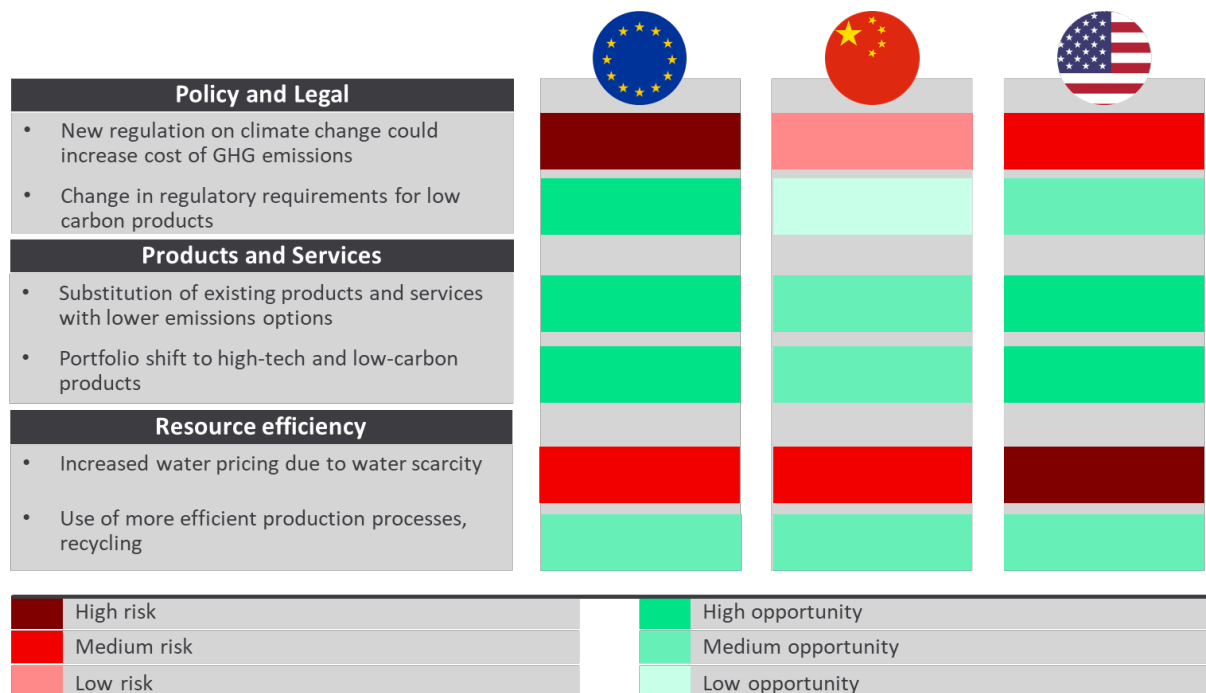 Policy and Legal
• New regulation on climate change could
increase cost of GHG emissions
• Change in regulatory requirements for low
carbon products
Products and Services
• Substitution of existing products and services
with lower emissions options
• Portfolio shift to high-tech and low-carbon
products
Resource efficiency
• Increased water pricing due to water scarcity
• Use of more efficient production processes,
recycling
High risk
Medium risk
Low risk
High opportunity
Medium opportunity
Low opportunity